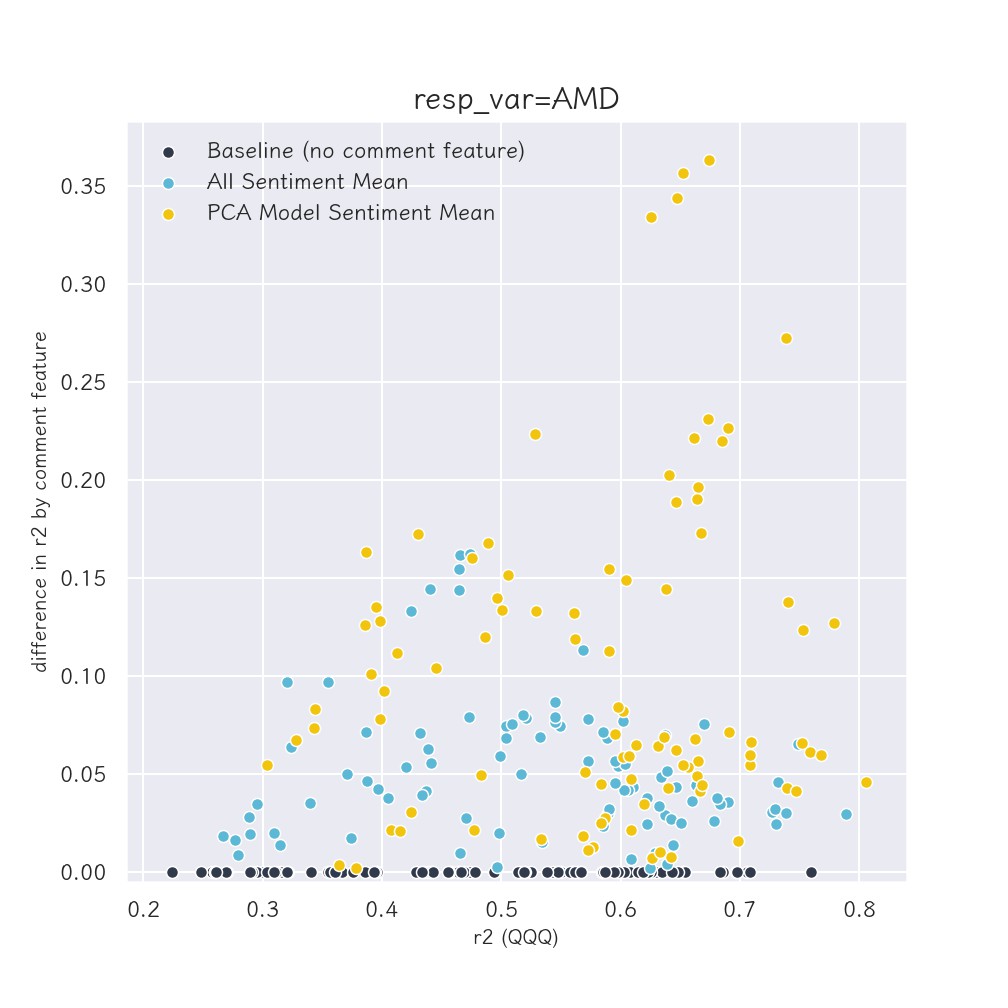 resp_var=AMD
Baseline (no comment feature)
All Sentiment Mean
PCA Model Sentiment Mean
difference in r2 by comment feature
0.35
0.30
0.25
0.20
0.15
0.10
0.05
0.00
0.2 0.3 0.4 0.5 0.6 0.7 0.8
r2 (QQQ)